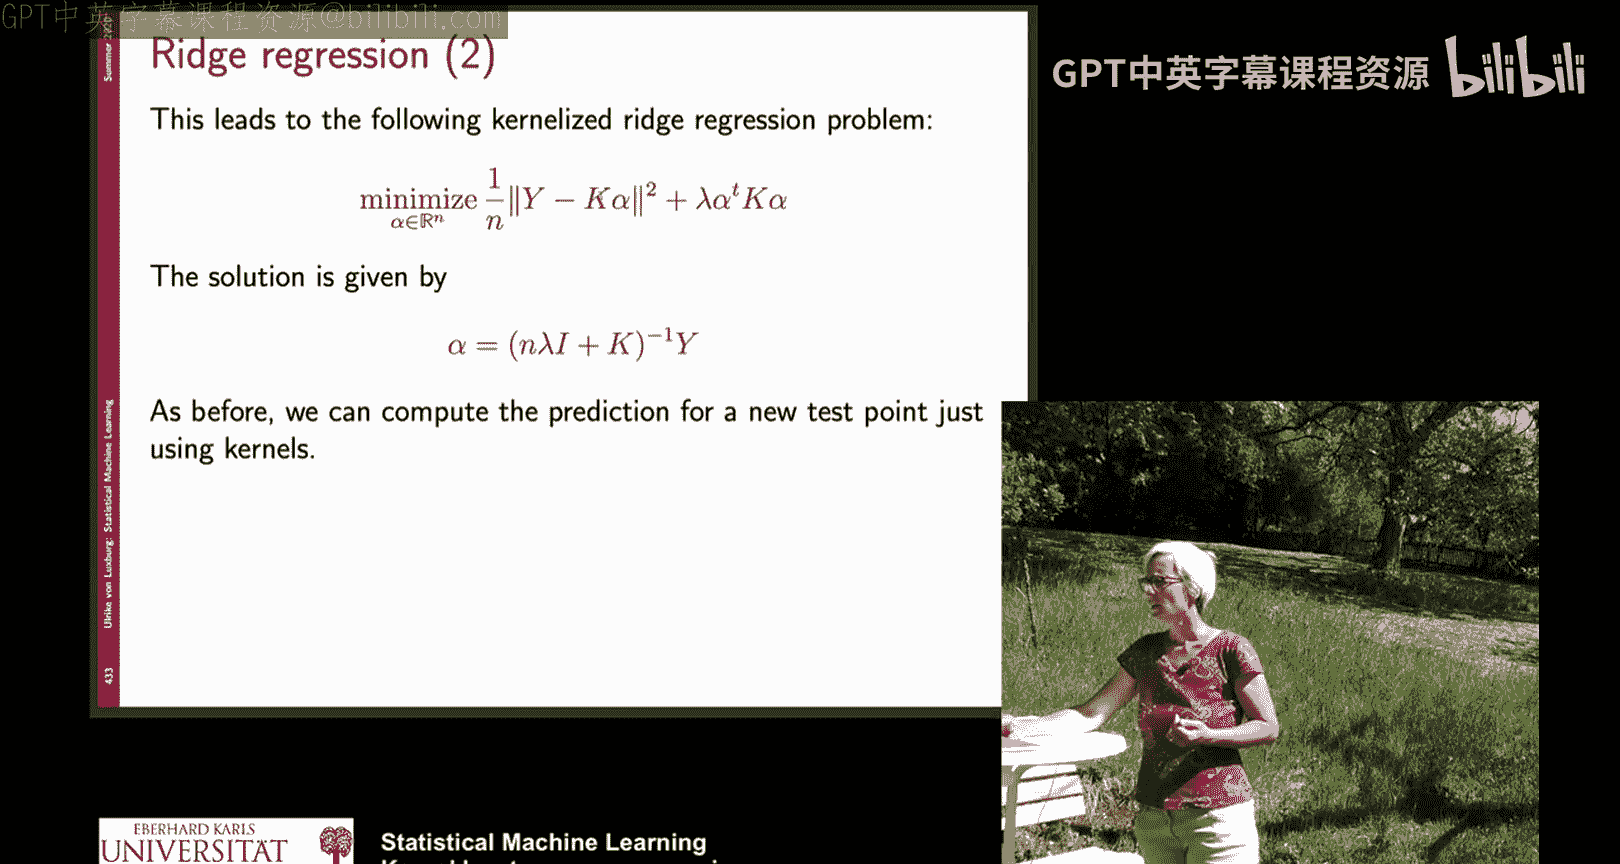 GPT中英字幕课程资源@bilibili.com
GPT中英字幕课程资源 bilibili
Ridge regression (2)
This leads to the following kernelized ridge regression problem:
minimize 1/n ‖Y − Kα‖² + λαᵗKα
α∈ℝⁿ
The solution is given by
α = (nλI + K)⁻¹Y
As before, we can compute the prediction for a new test point just
using kernels.
Ulrike von Luxburg: Statistical Machine Learning
433
EBERHARD KARLS
UNIVERSITÄT
Statistical Machine Learning